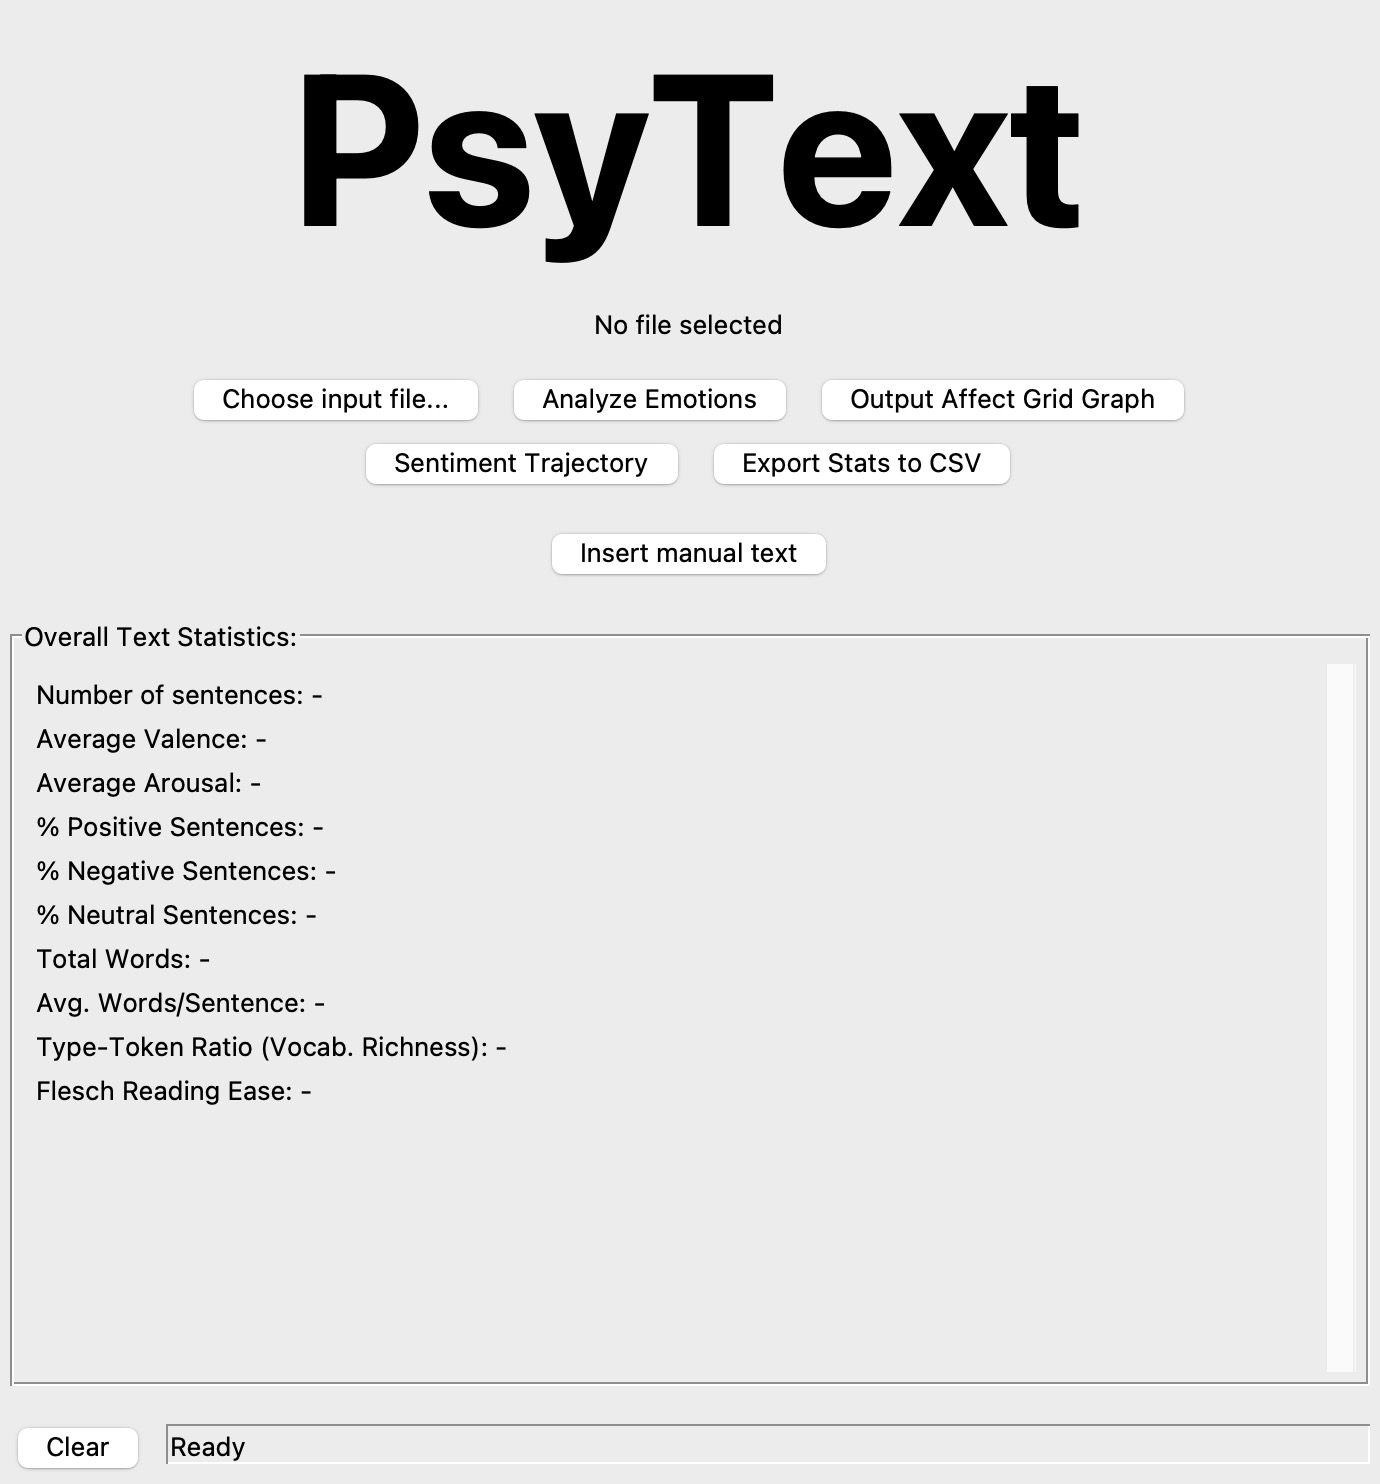 PsyText
No file selected
Choose input file... Analyze Emotions Output Affect Grid Graph
Sentiment Trajectory Export Stats to CSV
Insert manual text
Overall Text Statistics:
Number of sentences: -
Average Valence: -
Average Arousal: -
% Positive Sentences: -
% Negative Sentences: -
% Neutral Sentences: -
Total Words: -
Avg. Words/Sentence: -
Type-Token Ratio (Vocab. Richness): -
Flesch Reading Ease: -
Clear Ready